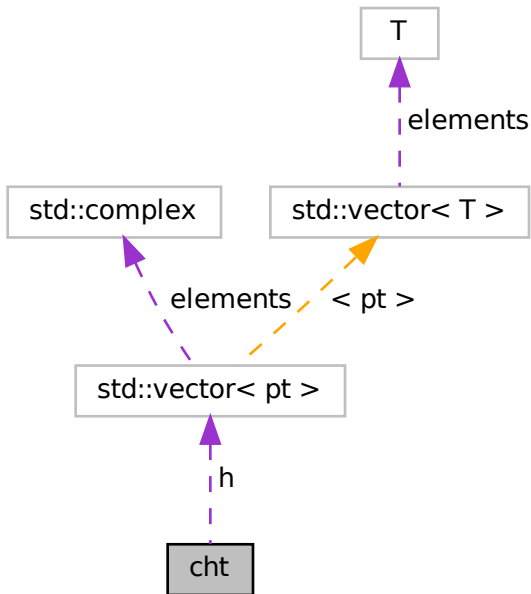 T
elements
std::complex
std::vector< T >
elements
< pt >
std::vector< pt >
h
cht